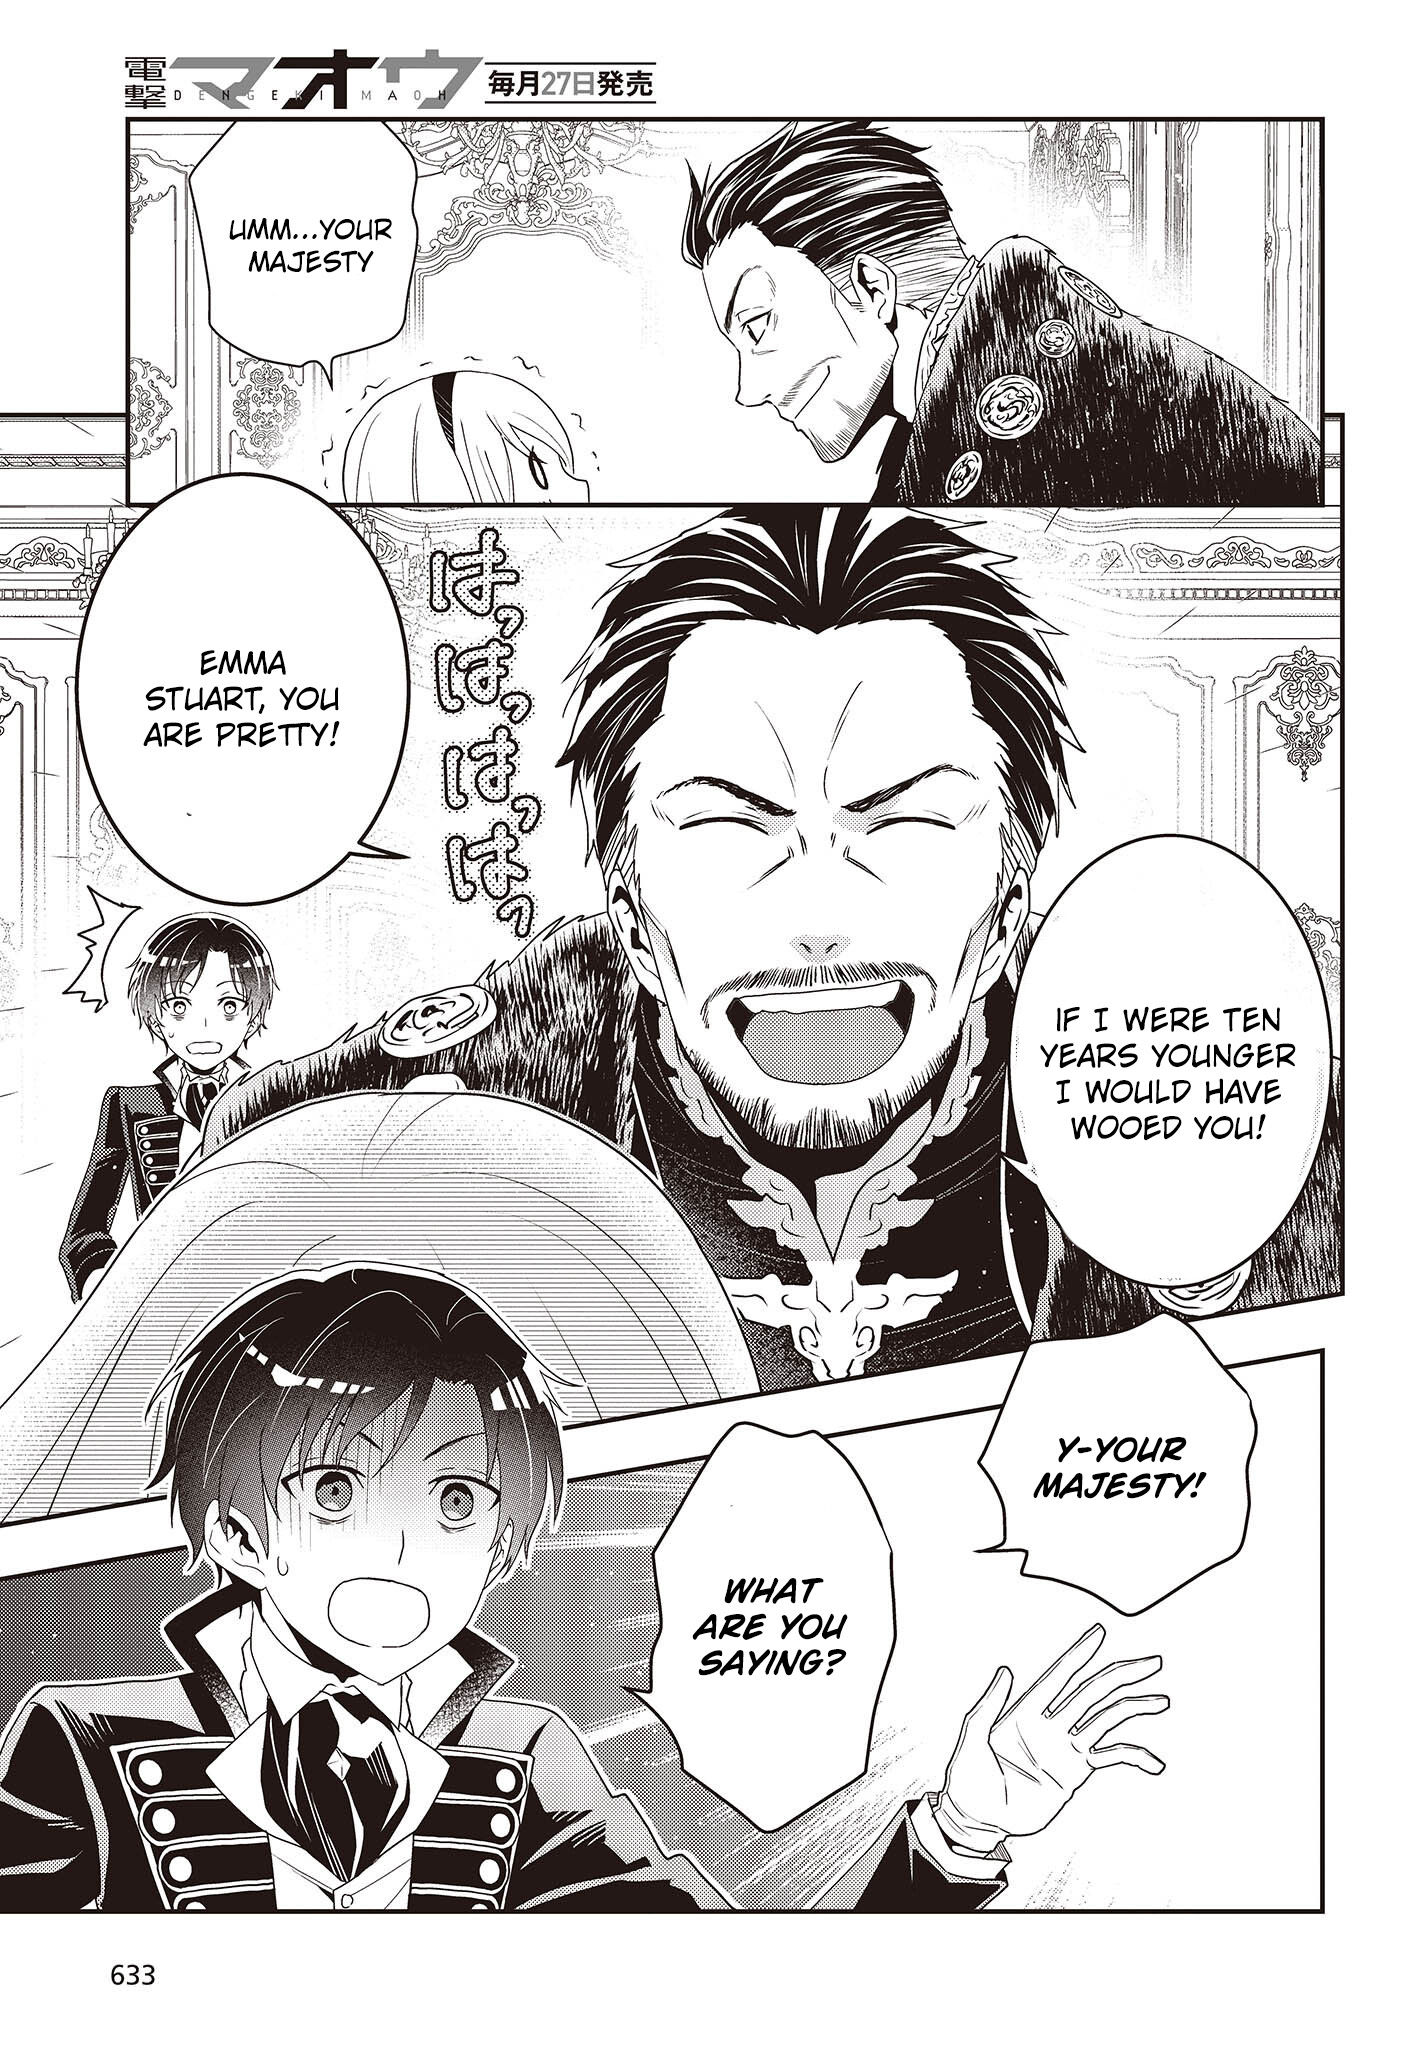 電撃マオウ
DENGEKI MAOH
毎月27日発売
UMM...YOUR
MAJESTY
IF I WERE TEN
YEARS YOUNGER
I WOULD HAVE
WOOED YOU!
はっはっはっはっ
EMMA
STUART, YOU
ARE PRETTY!
Y-YOUR
MAJESTY!
WHAT
ARE YOU
SAYING?
633